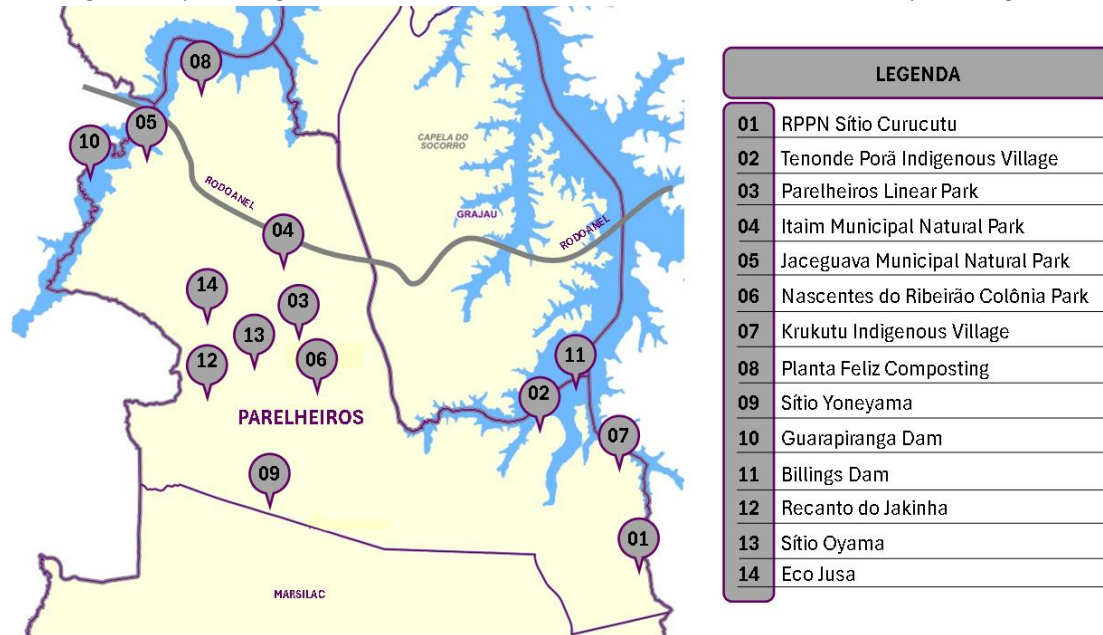 08
05
10
CAPELA DO
SOCORRO
RODOANEL
GRAJAU
RODOANEL
04
14
03
13
11
12
06
02
PARELHEIROS
07
09
01
MARSILAC
LEGENDA
01 RPPN Sítio Curucutu
02 Tenonde Porã Indigenous Village
03 Parelheiros Linear Park
04 Itaim Municipal Natural Park
05 Jaceguava Municipal Natural Park
06 Nascentes do Ribeirão Colônia Park
07 Krukutu Indigenous Village
08 Planta Feliz Composting
09 Sítio Yoneyama
10 Guarapiranga Dam
11 Billings Dam
12 Recanto do Jakinha
13 Sítio Oyama
14 Eco Jusa